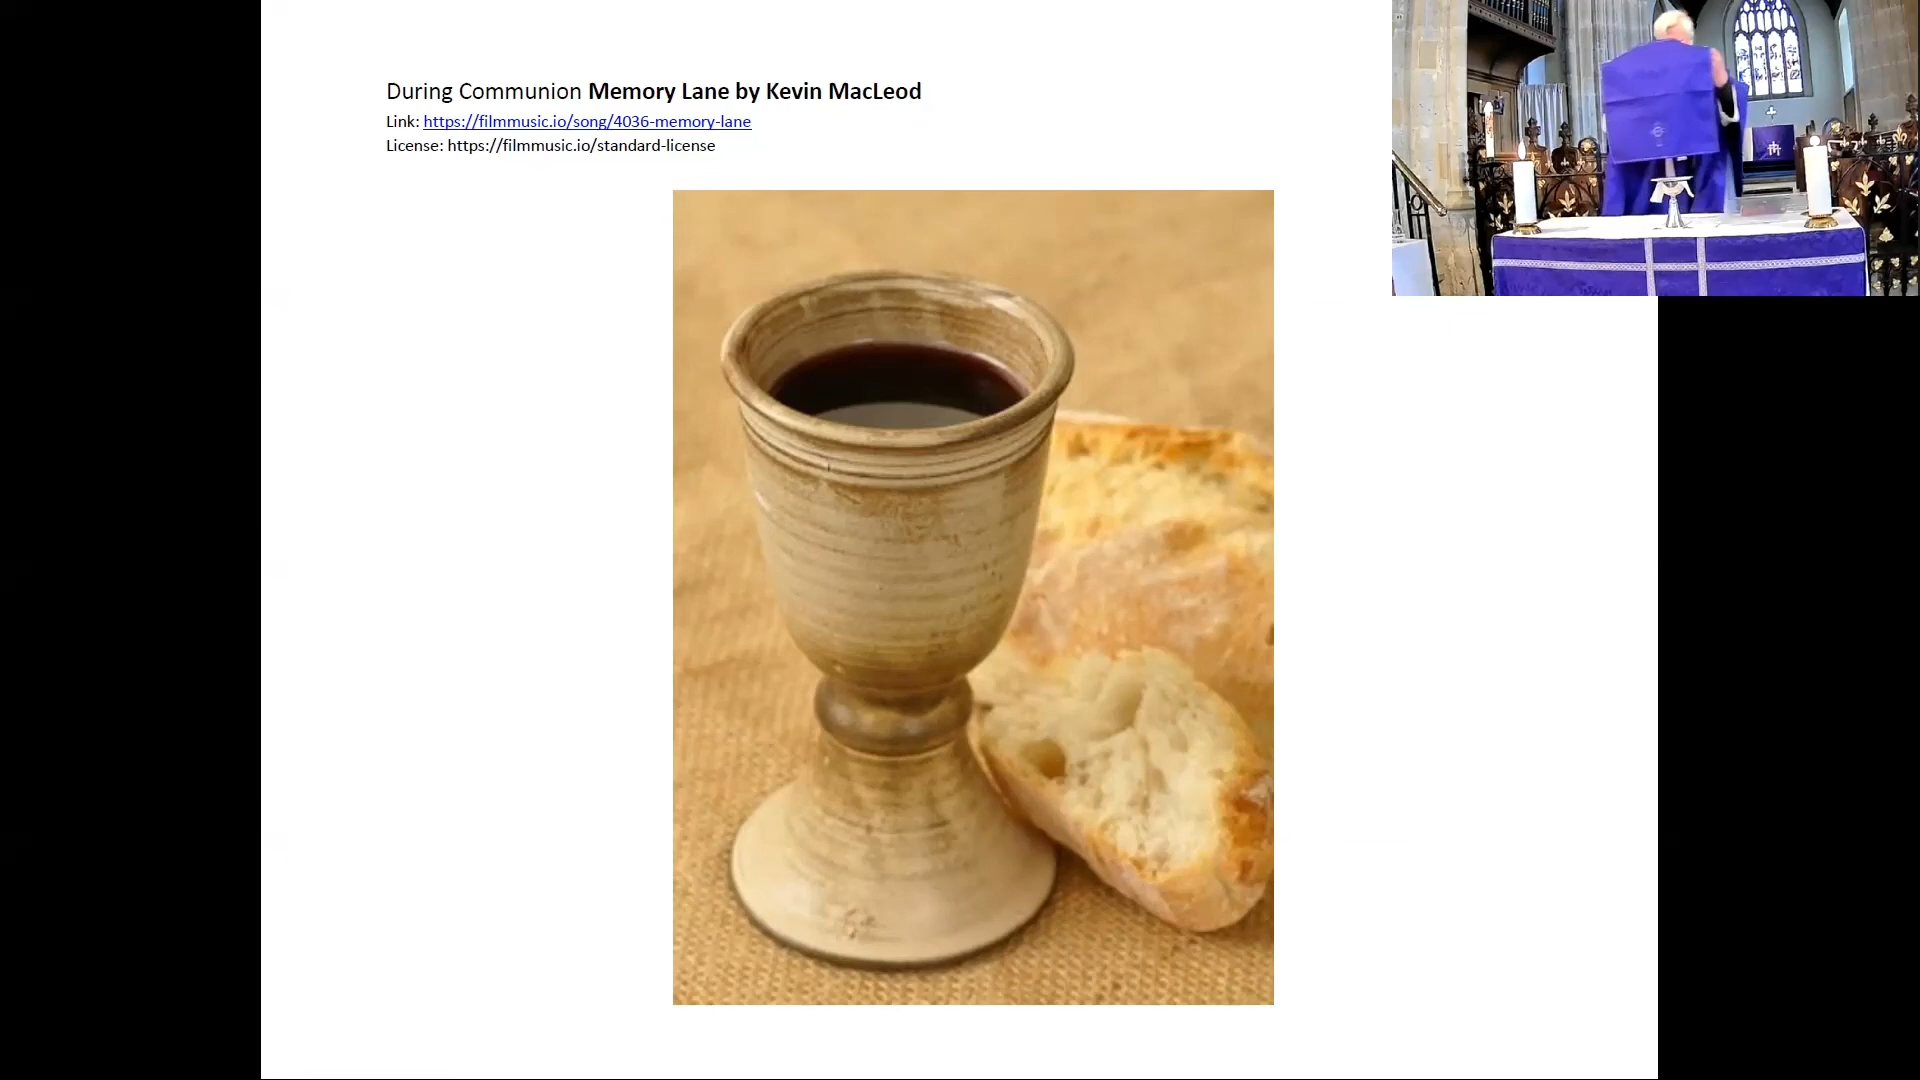 During Communion Memory Lane by Kevin MacLeod
Link: https://filmmusic.io/song/4036-memory-lane
License: https://filmmusic.io/standard-license